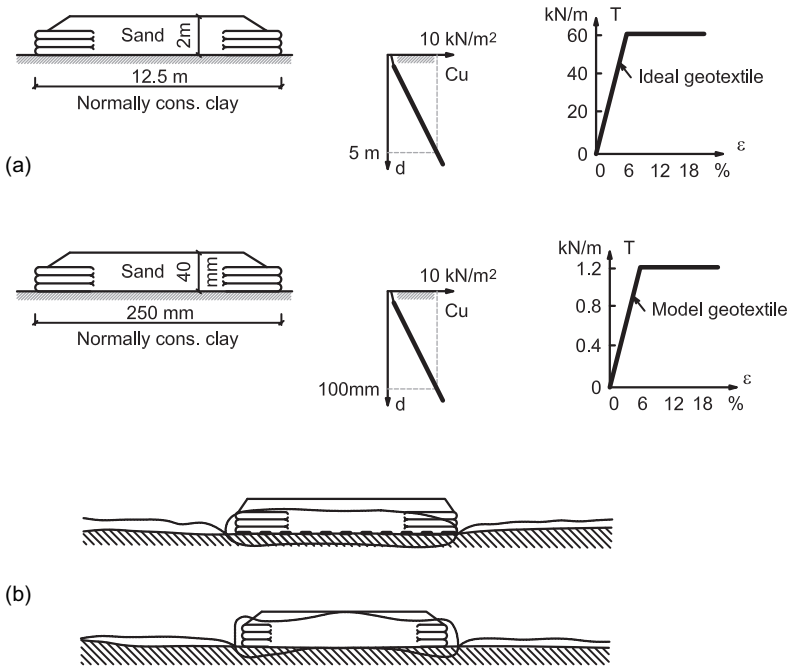 Sand
2m
12.5 m
Normally cons. clay
10 kN/m2
Cu
5 m
d
kN/m T
60
40
20
0
Ideal geotextile
ε
0 6 12 18 %
(a)
Sand
40 mm
250 mm
Normally cons. clay
10 kN/m2
Cu
100mm
d
kN/m T
1.2
0.8
0.4
0
Model geotextile
ε
0 6 12 18 %
(b)